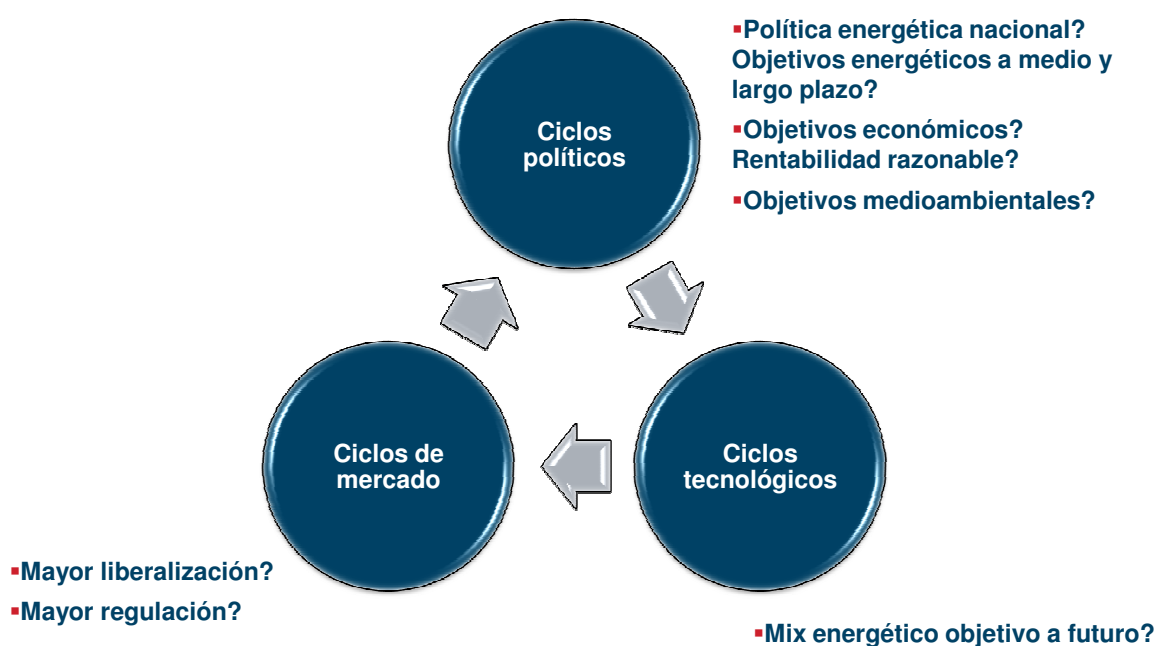 ▪Política energética nacional?
Objetivos energéticos a medio y
largo plazo?
▪Objetivos económicos?
Rentabilidad razonable?
▪Objetivos medioambientales?
Ciclos
políticos
Ciclos de
mercado
Ciclos
tecnológicos
▪Mayor liberalización?
▪Mayor regulación?
▪Mix energético objetivo a futuro?